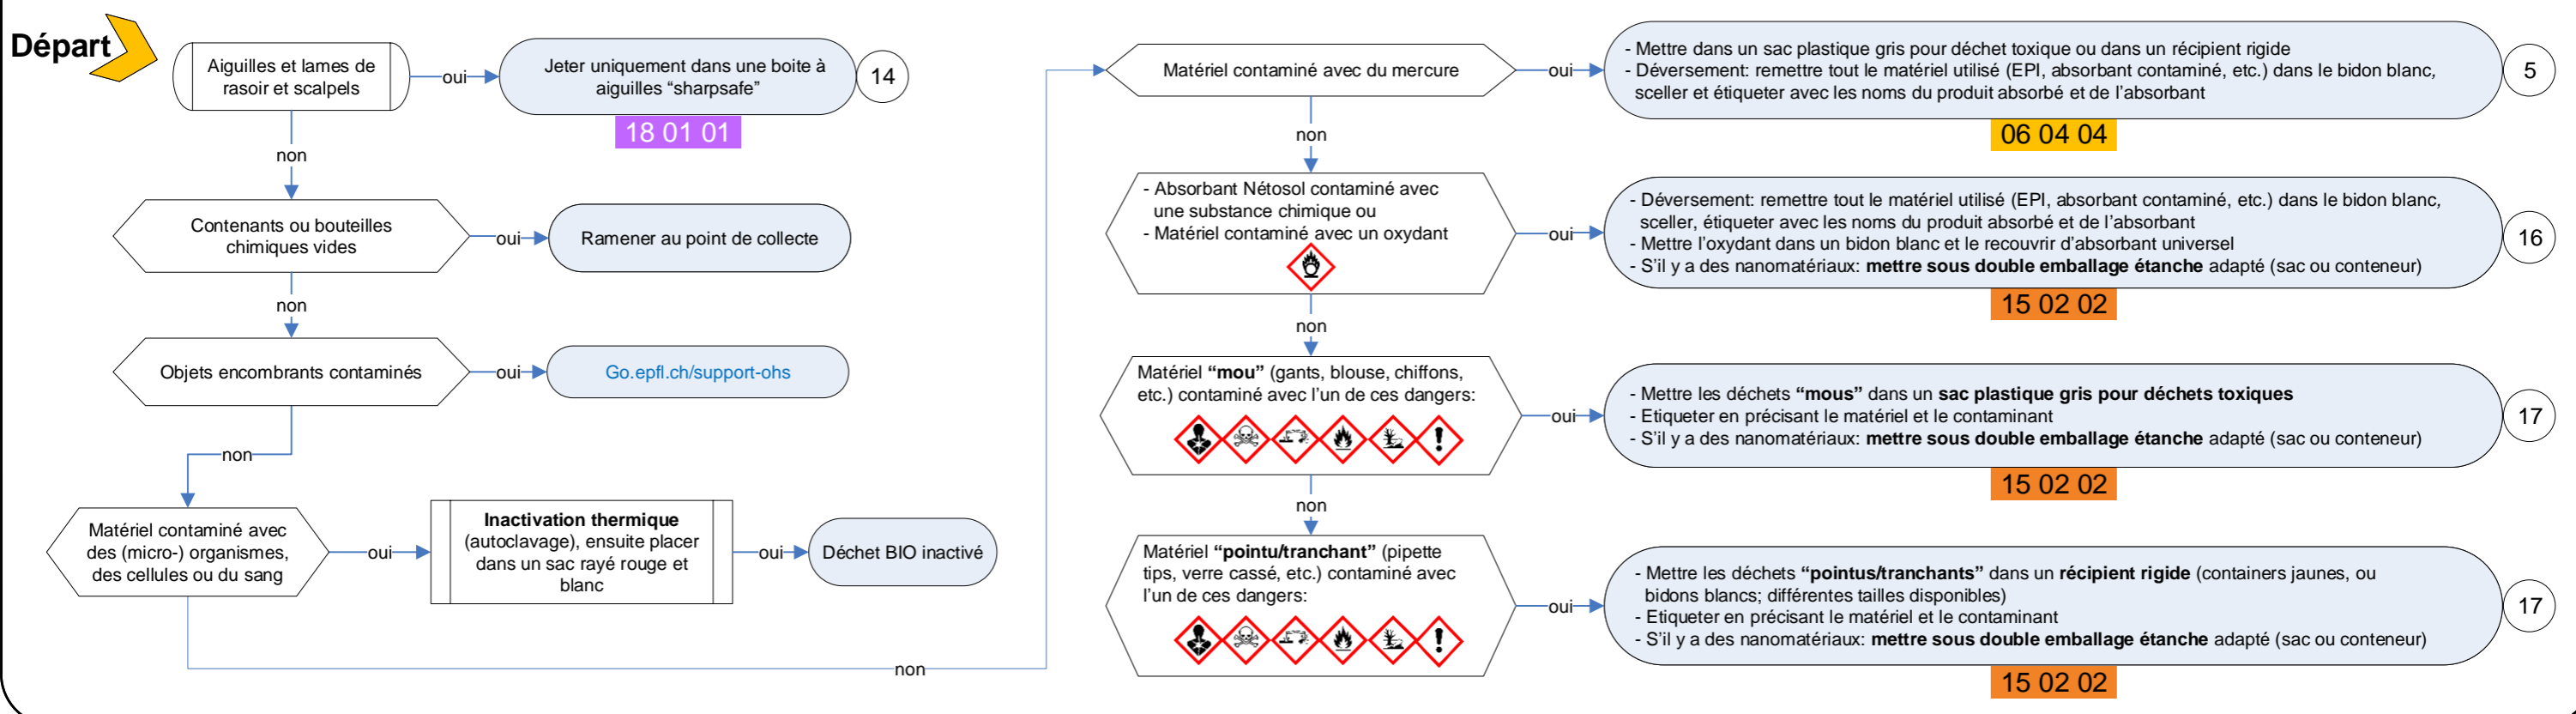 Départ
Aiguilles et lames de
rasoir et scalpels
oui
Jeter uniquement dans une boite à
aiguilles “sharpsafe”
14
18 01 01
non
Contenants ou bouteilles
chimiques vides
oui
Ramener au point de collecte
non
Objets encombrants contaminés
oui
Go.epfl.ch/support-ohs
non
Matériel contaminé avec
des (micro-) organismes,
des cellules ou du sang
oui
Inactivation thermique
(autoclavage), ensuite placer
dans un sac rayé rouge et
blanc
oui
Déchet BIO inactivé
non
Matériel contaminé avec du mercure
oui
- Mettre dans un sac plastique gris pour déchet toxique ou dans un récipient rigide
- Déversement: remettre tout le matériel utilisé (EPI, absorbant contaminé, etc.) dans le bidon blanc,
sceller et étiqueter avec les noms du produit absorbé et de l’absorbant
5
06 04 04
non
- Absorbant Nétosol contaminé avec
une substance chimique ou
- Matériel contaminé avec un oxydant
oui
- Déversement: remettre tout le matériel utilisé (EPI, absorbant contaminé, etc.) dans le bidon blanc,
sceller, étiqueter avec les noms du produit absorbé et de l’absorbant
- Mettre l’oxydant dans un bidon blanc et le recouvrir d’absorbant universel
- S’il y a des nanomatériaux: mettre sous double emballage étanche adapté (sac ou conteneur)
16
15 02 02
non
Matériel “mou” (gants, blouse, chiffons,
etc.) contaminé avec l’un de ces dangers:
oui
- Mettre les déchets “mous” dans un sac plastique gris pour déchets toxiques
- Etiqueter en précisant le matériel et le contaminant
- S’il y a des nanomatériaux: mettre sous double emballage étanche adapté (sac ou conteneur)
17
15 02 02
non
Matériel “pointu/tranchant” (pipette
tips, verre cassé, etc.) contaminé avec
l’un de ces dangers:
oui
- Mettre les déchets “pointus/tranchants” dans un récipient rigide (containers jaunes, ou
bidons blancs; différentes tailles disponibles)
- Etiqueter en précisant le matériel et le contaminant
- S’il y a des nanomatériaux: mettre sous double emballage étanche adapté (sac ou conteneur)
17
15 02 02